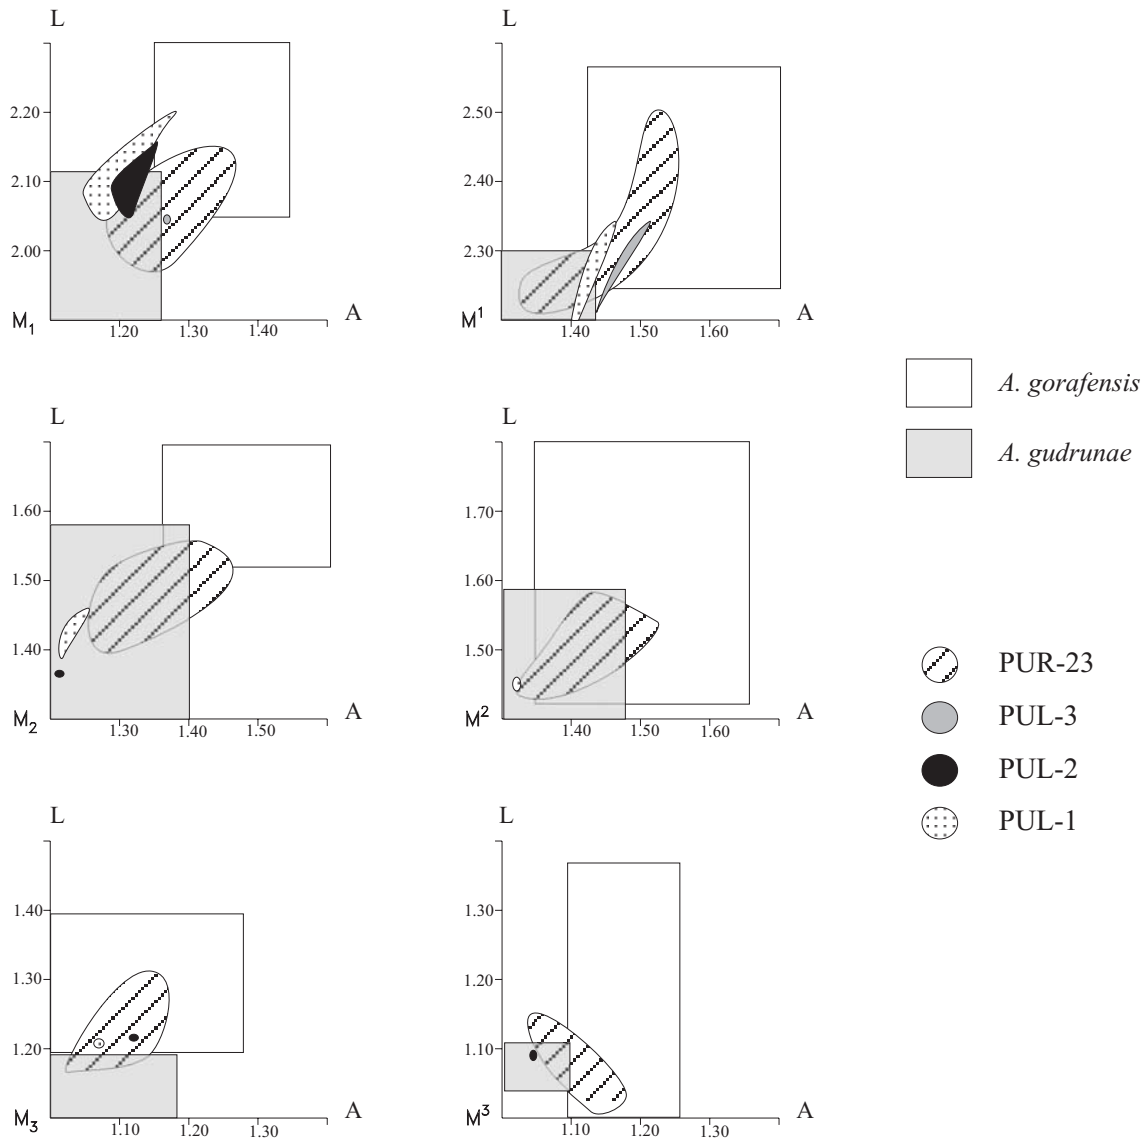 L
2.20
2.10
2.00
1.20 1.30 1.40
M1 A
L
2.50
2.40
2.30
1.40 1.50 1.60
M1 A
A. gorafensis
A. gudrunae
L
1.60
1.50
1.40
1.30 1.40 1.50
M2 A
L
1.70
1.60
1.50
1.40 1.50 1.60
M2 A
PUR-23
PUL-3
PUL-2
PUL-1
L
1.40
1.30
1.20
1.10 1.20 1.30
M3 A
L
1.30
1.20
1.10
1.10 1.20 1.30
M3 A